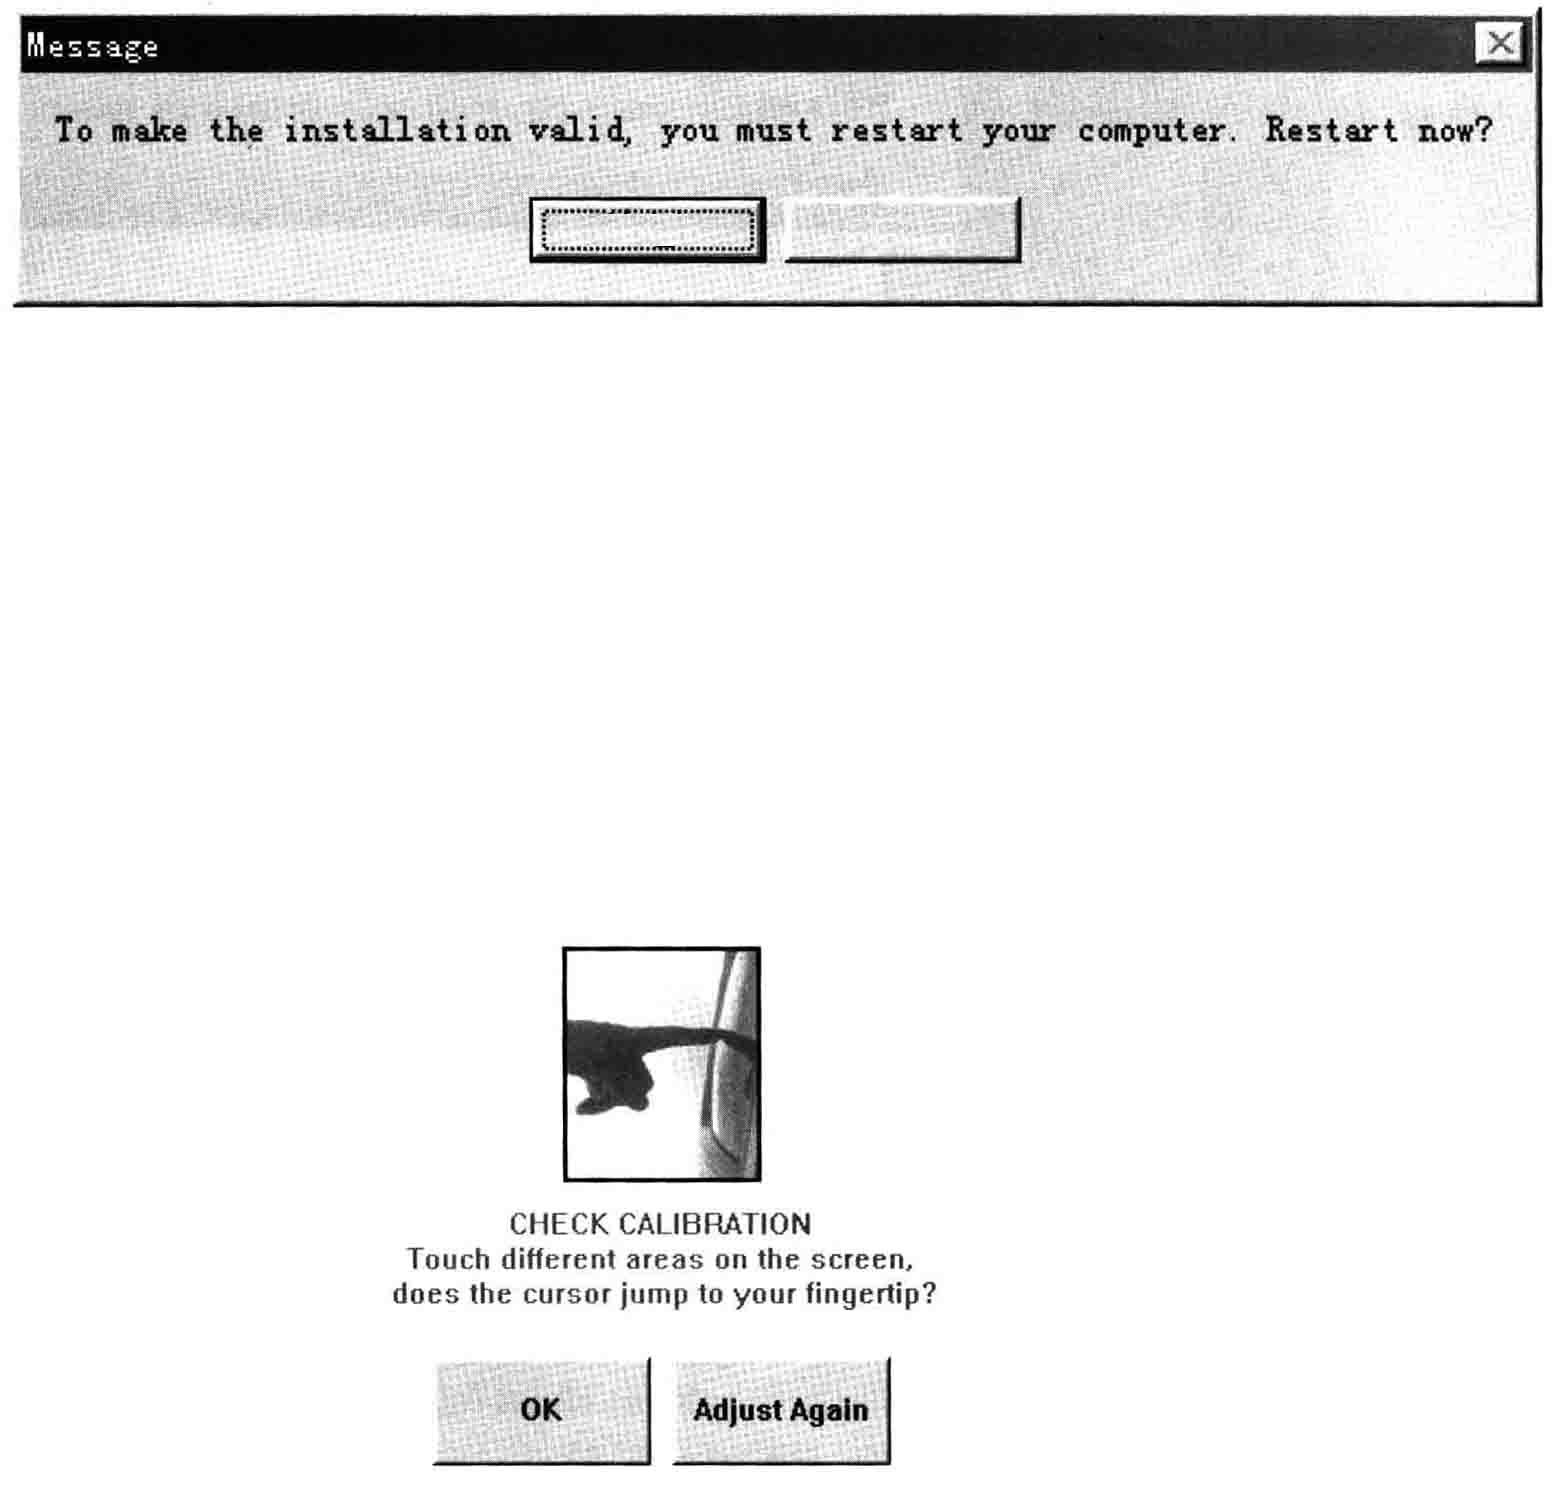 Message
To make the installation valid, you must restart your computer. Restart now?
CHECK CALIBRATION
Touch different areas on the screen,
does the cursor jump to your fingertip?
OK
Adjust Again